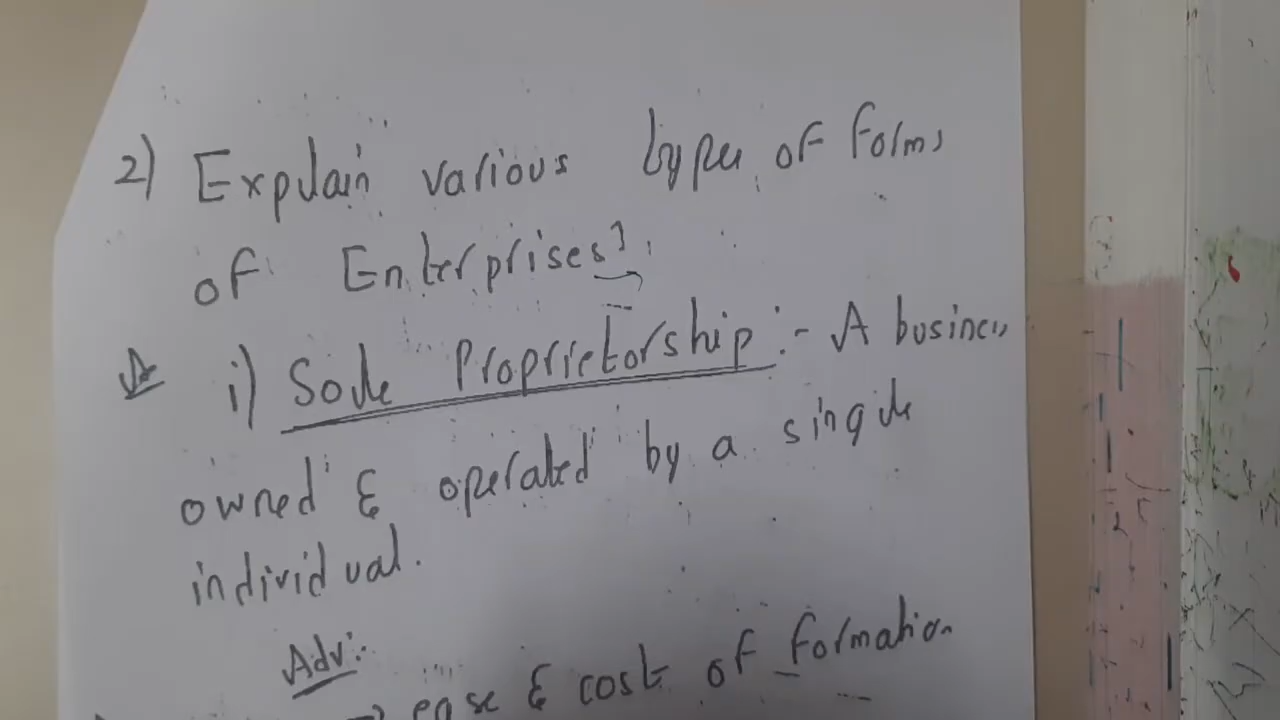 2) Explain various types of forms
of Enterprises?
i) Sole Proprietorship :- A business
owned & operated by a single
individual.
Adv:-
→ ease & cost of formation